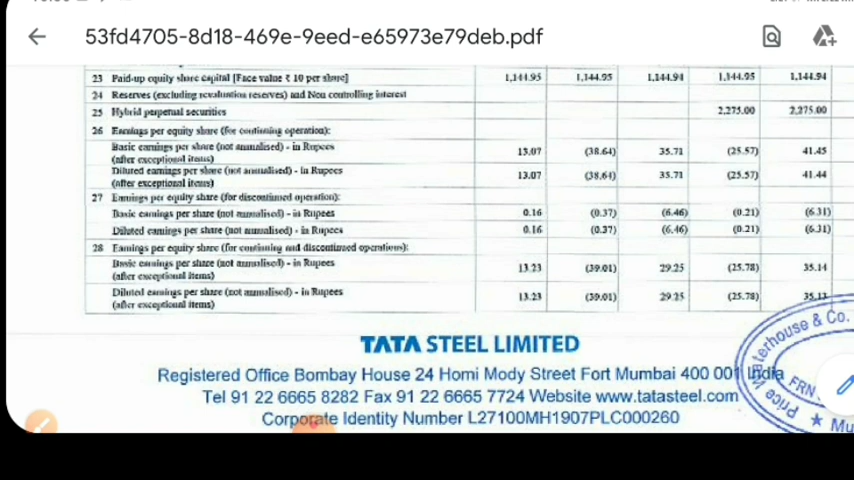 53fd4705-8d18-469e-9eed-e65973e79deb.pdf
23 Paid-up equity share capital [Face value ₹ 10 per share] 1,144.95 1,144.95 1,144.94 1,144.95 1,144.94
24 Reserves (excluding revaluation reserves) and Non controlling interest
25 Hybrid perpetual securities 2,275.00 2,275.00
26 Earnings per equity share (for continuing operation):
Basic earnings per share (not annualised) - in Rupees
(after exceptional items) 13.07 (38.64) 35.71 (25.57) 41.45
Diluted earnings per share (not annualised) - in Rupees
(after exceptional items) 13.07 (38.64) 35.71 (25.57) 41.44
27 Earnings per equity share (for discontinued operation):
Basic earnings per share (not annualised) - in Rupees 0.16 (0.37) (6.46) (0.21) (6.31)
Diluted earnings per share (not annualised) - in Rupees 0.16 (0.37) (6.46) (0.21) (6.31)
28 Earnings per equity share (for continuing and discontinued operations):
Basic earnings per share (not annualised) - in Rupees
(after exceptional items) 13.23 (39.01) 29.25 (25.78) 35.14
Diluted earnings per share (not annualised) - in Rupees
(after exceptional items) 13.23 (39.01) 29.25 (25.78) 35.13
TATA STEEL LIMITED
Registered Office Bombay House 24 Homi Mody Street Fort Mumbai 400 001 India
Tel 91 22 6665 8282 Fax 91 22 6665 7724 Website www.tatasteel.com
Corporate Identity Number L27100MH1907PLC000260
Price Waterhouse & Co.
FRN